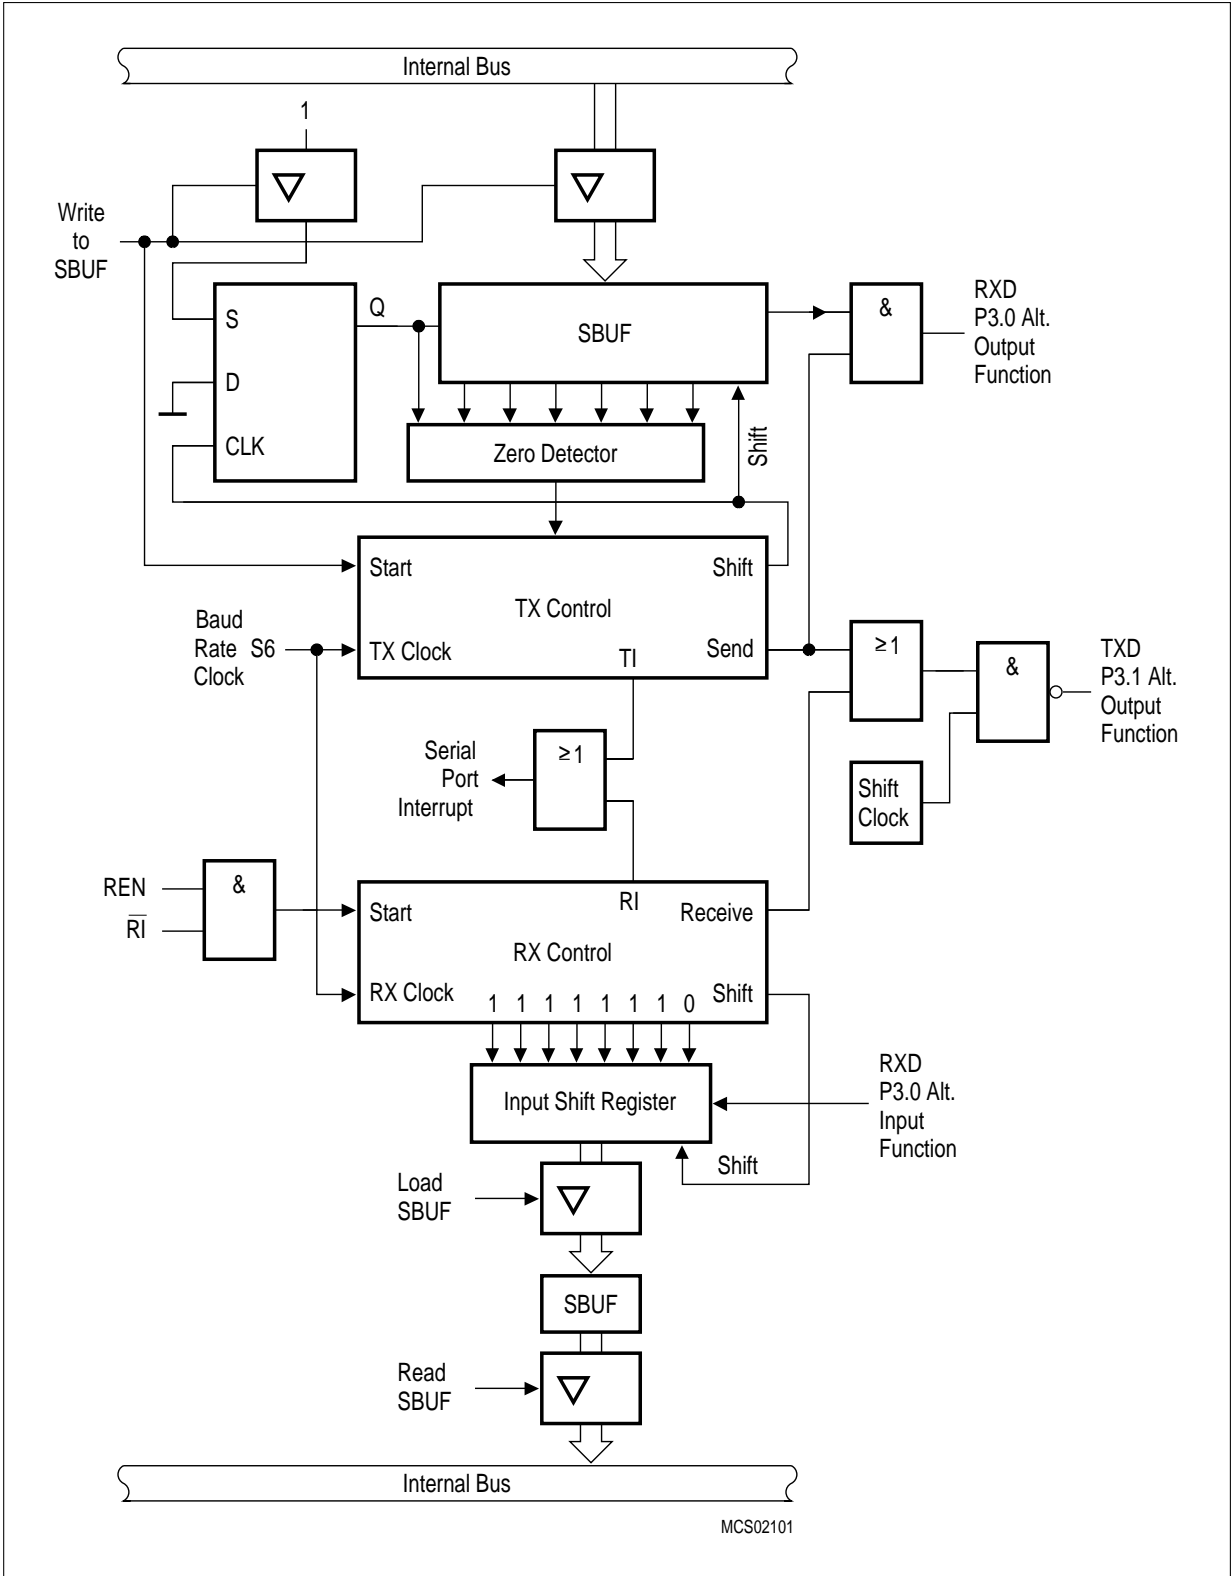 Internal Bus
1
Write
to
SBUF
S
D
CLK
Q
SBUF
&
RXD
P3.0 Alt.
Output
Function
Zero Detector
Shift
Start
Shift
TX Control
Baud
Rate S6
Clock
TX Clock
TI
Send
≥1
&
TXD
P3.1 Alt.
Output
Function
Serial
Port
Interrupt
≥1
Shift
Clock
REN
R̅I̅
&
Start
RI
Receive
RX Control
RX Clock
1 1 1 1 1 1 1 0
Shift
Input Shift Register
RXD
P3.0 Alt.
Input
Function
Shift
Load
SBUF
SBUF
Read
SBUF
Internal Bus
MCS02101